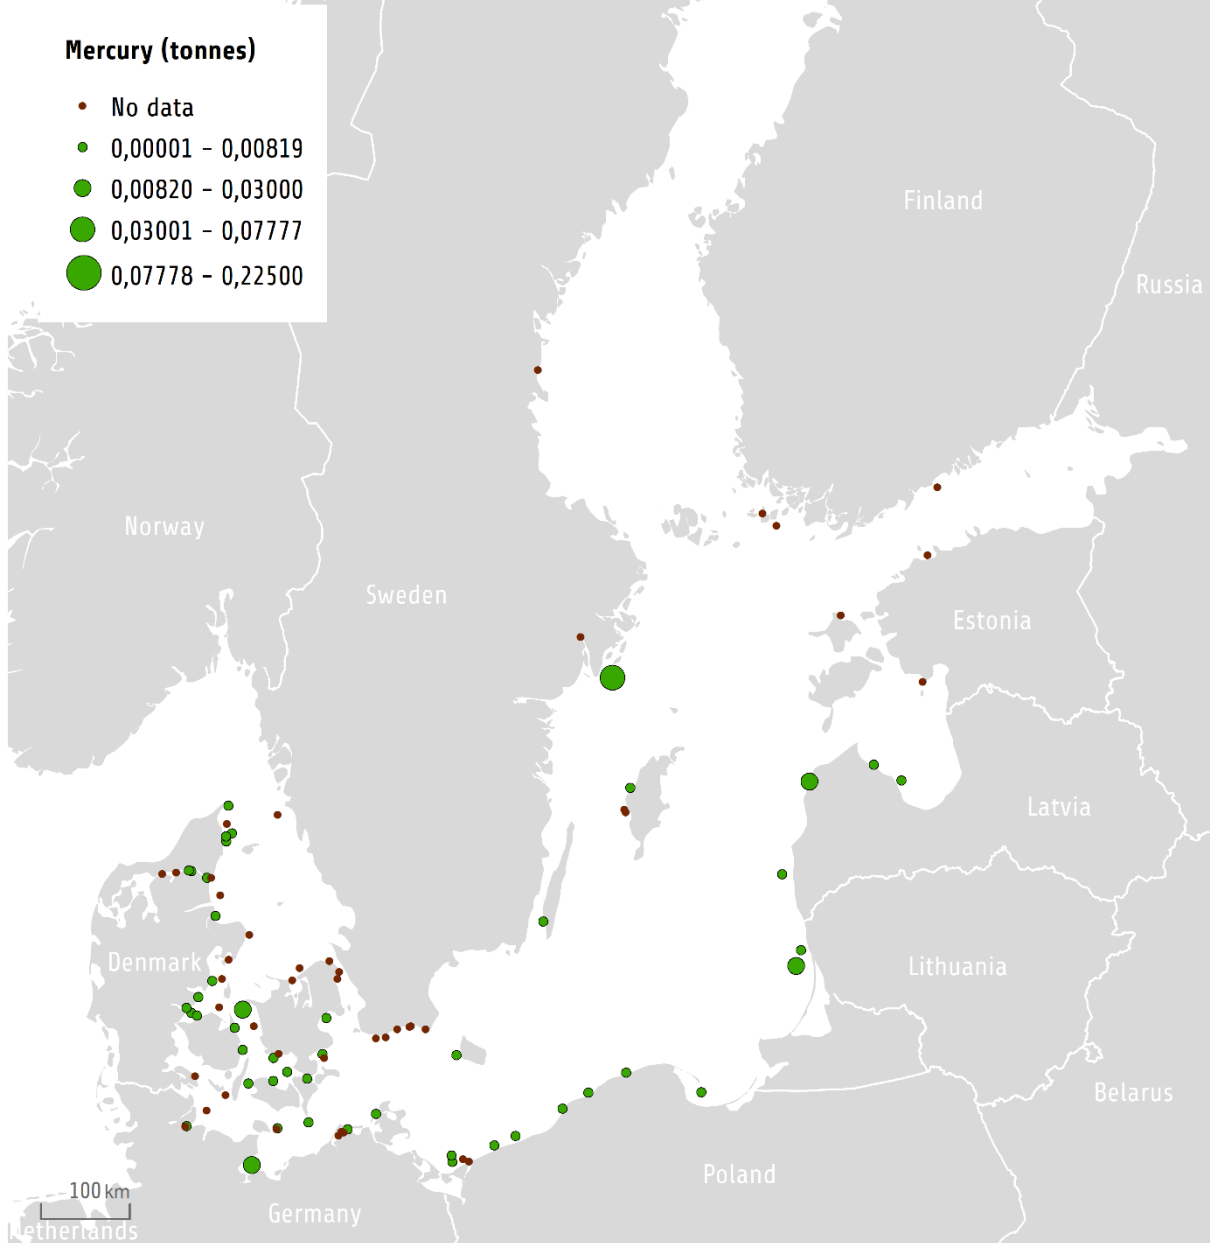 Mercury (tonnes)
No data
0,00001 – 0,00819
0,00820 – 0,03000
0,03001 – 0,07777
0,07778 – 0,22500
Finland
Russia
Norway
Sweden
Estonia
Latvia
Denmark
Lithuania
Belarus
Poland
100 km
Germany
Netherlands